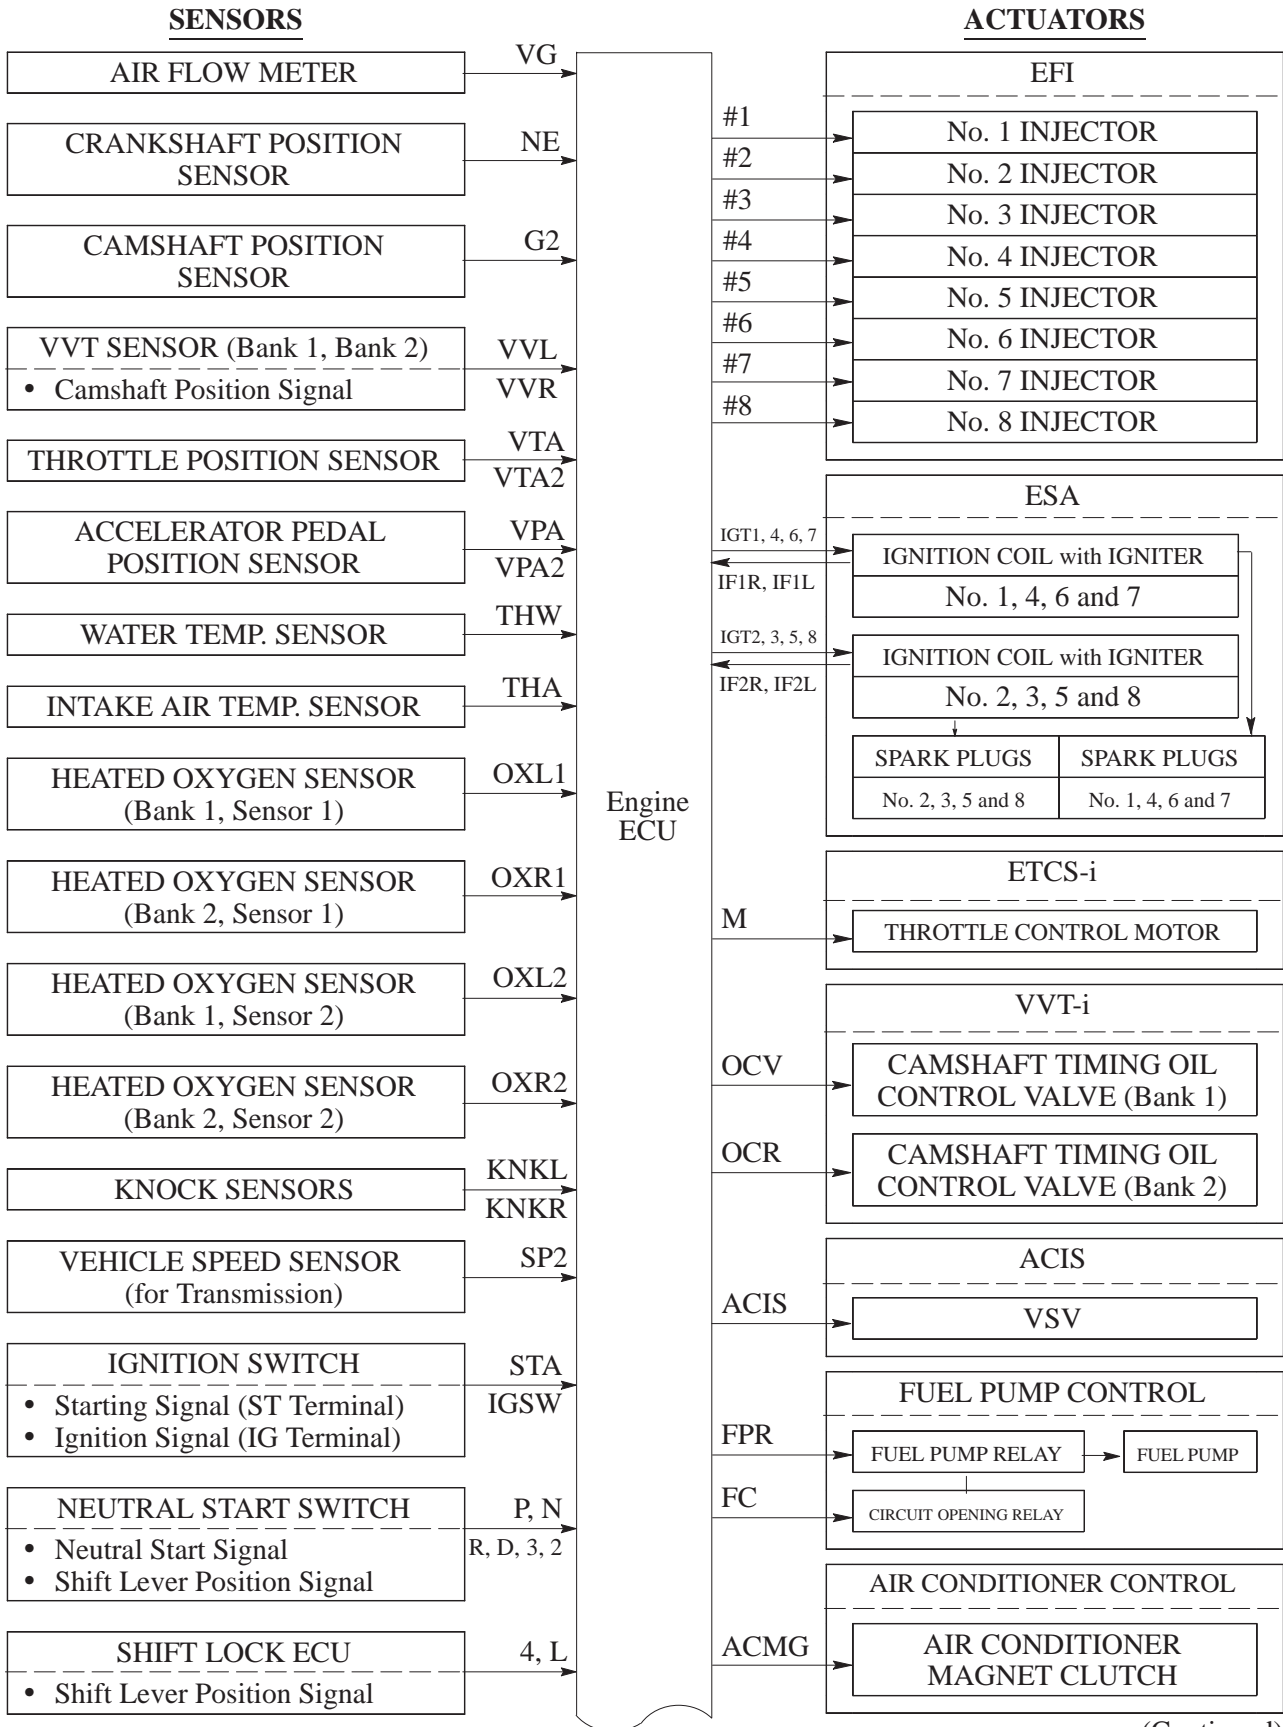 SENSORS
AIR FLOW METER
VG
CRANKSHAFT POSITION
SENSOR
NE
CAMSHAFT POSITION
SENSOR
G2
VVT SENSOR (Bank 1, Bank 2)
• Camshaft Position Signal
VVL
VVR
THROTTLE POSITION SENSOR
VTA
VTA2
ACCELERATOR PEDAL
POSITION SENSOR
VPA
VPA2
WATER TEMP. SENSOR
THW
INTAKE AIR TEMP. SENSOR
THA
HEATED OXYGEN SENSOR
(Bank 1, Sensor 1)
OXL1
HEATED OXYGEN SENSOR
(Bank 2, Sensor 1)
OXR1
HEATED OXYGEN SENSOR
(Bank 1, Sensor 2)
OXL2
HEATED OXYGEN SENSOR
(Bank 2, Sensor 2)
OXR2
KNOCK SENSORS
KNKL
KNKR
VEHICLE SPEED SENSOR
(for Transmission)
SP2
IGNITION SWITCH
• Starting Signal (ST Terminal)
• Ignition Signal (IG Terminal)
STA
IGSW
NEUTRAL START SWITCH
• Neutral Start Signal
• Shift Lever Position Signal
P, N
R, D, 3, 2
SHIFT LOCK ECU
• Shift Lever Position Signal
4, L
Engine
ECU
ACTUATORS
EFI
#1
No. 1 INJECTOR
#2
No. 2 INJECTOR
#3
No. 3 INJECTOR
#4
No. 4 INJECTOR
#5
No. 5 INJECTOR
#6
No. 6 INJECTOR
#7
No. 7 INJECTOR
#8
No. 8 INJECTOR
ESA
IGT1, 4, 6, 7
IF1R, IF1L
IGNITION COIL with IGNITER
No. 1, 4, 6 and 7
IGT2, 3, 5, 8
IF2R, IF2L
IGNITION COIL with IGNITER
No. 2, 3, 5 and 8
SPARK PLUGS
No. 2, 3, 5 and 8
SPARK PLUGS
No. 1, 4, 6 and 7
ETCS-i
M
THROTTLE CONTROL MOTOR
VVT-i
OCV
CAMSHAFT TIMING OIL
CONTROL VALVE (Bank 1)
OCR
CAMSHAFT TIMING OIL
CONTROL VALVE (Bank 2)
ACIS
ACIS
VSV
FUEL PUMP CONTROL
FPR
FUEL PUMP RELAY
FUEL PUMP
FC
CIRCUIT OPENING RELAY
AIR CONDITIONER CONTROL
ACMG
AIR CONDITIONER
MAGNET CLUTCH
(Continued)